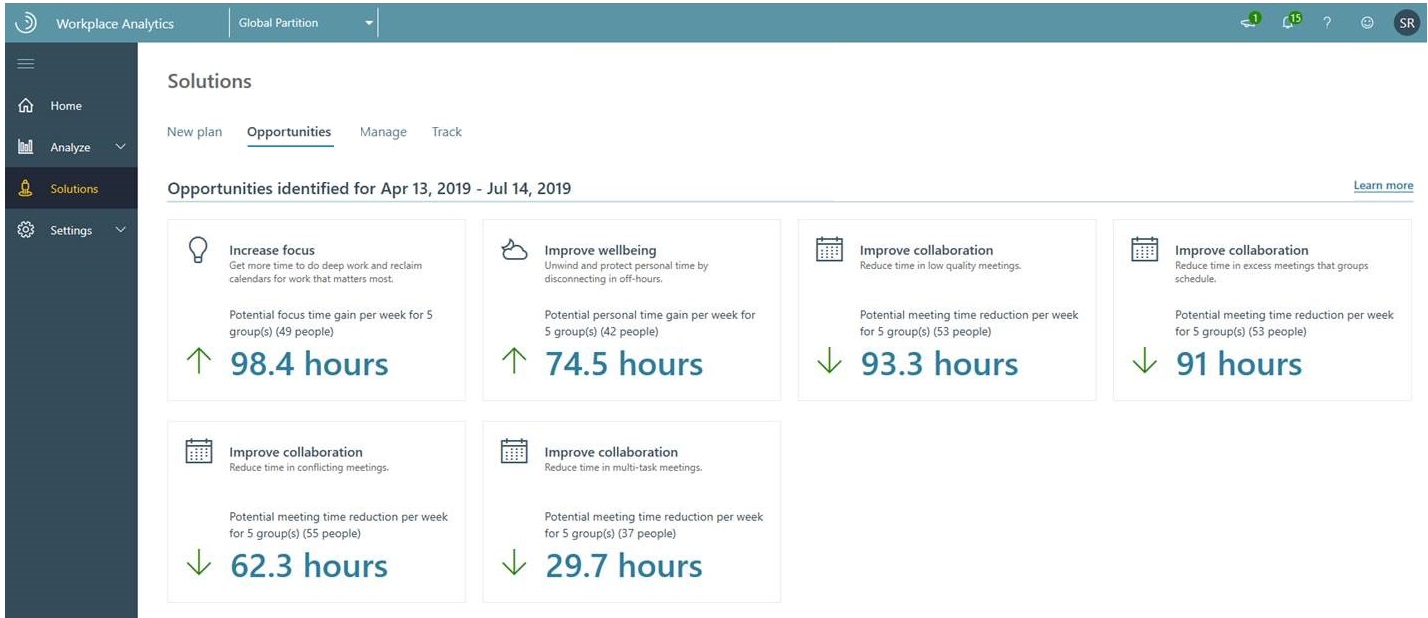 Workplace Analytics
Global Partition
1
15
?
SR
Home
Analyze
Solutions
Settings
Solutions
New plan
Opportunities
Manage
Track
Opportunities identified for Apr 13, 2019 - Jul 14, 2019
Learn more
Increase focus
Get more time to do deep work and reclaim
calendars for work that matters most.
Potential focus time gain per week for 5
group(s) (49 people)
98.4 hours
Improve wellbeing
Unwind and protect personal time by
disconnecting in off-hours.
Potential personal time gain per week for
5 group(s) (42 people)
74.5 hours
Improve collaboration
Reduce time in low quality meetings.
Potential meeting time reduction per week
for 5 group(s) (53 people)
93.3 hours
Improve collaboration
Reduce time in excess meetings that groups
schedule.
Potential meeting time reduction per week
for 5 group(s) (53 people)
91 hours
Improve collaboration
Reduce time in conflicting meetings.
Potential meeting time reduction per week
for 5 group(s) (55 people)
62.3 hours
Improve collaboration
Reduce time in multi-task meetings.
Potential meeting time reduction per week
for 5 group(s) (37 people)
29.7 hours